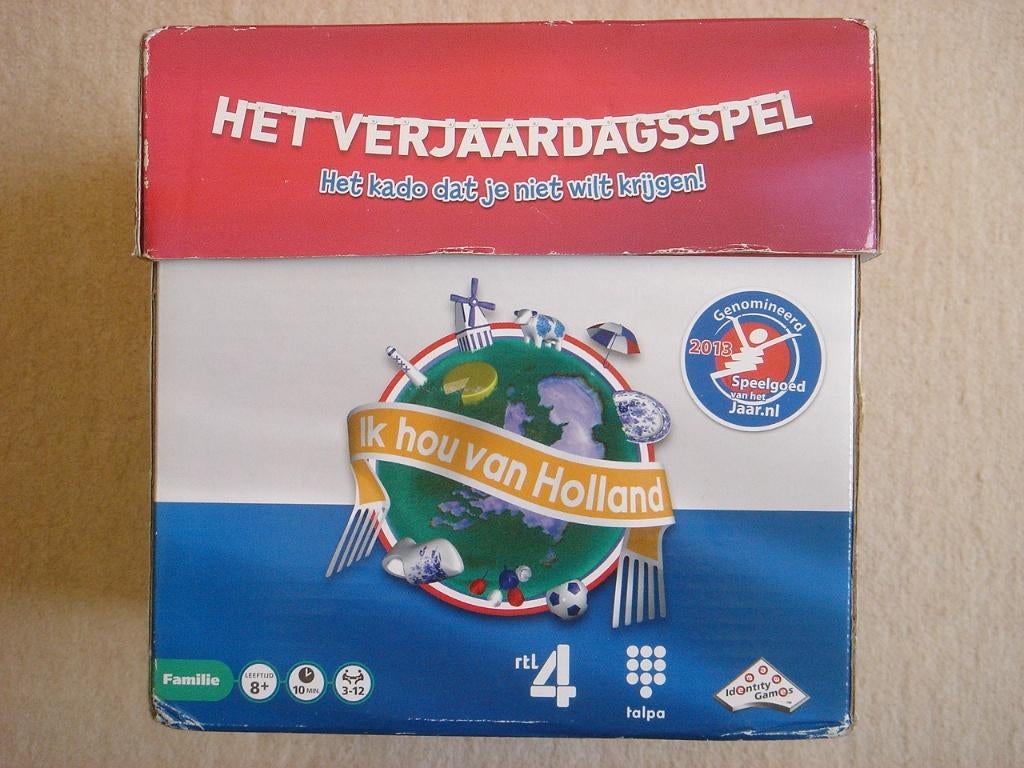 HET VERJAARDAGSSPEL
Het kado dat je niet wilt krijgen!
Genomineerd
2013
Speelgoed
van het
Jaar.nl
Ik hou van Holland
Familie
LEEFTIJD
8+
10 MIN.
3-12
rtl 4
talpa
Identity
Games